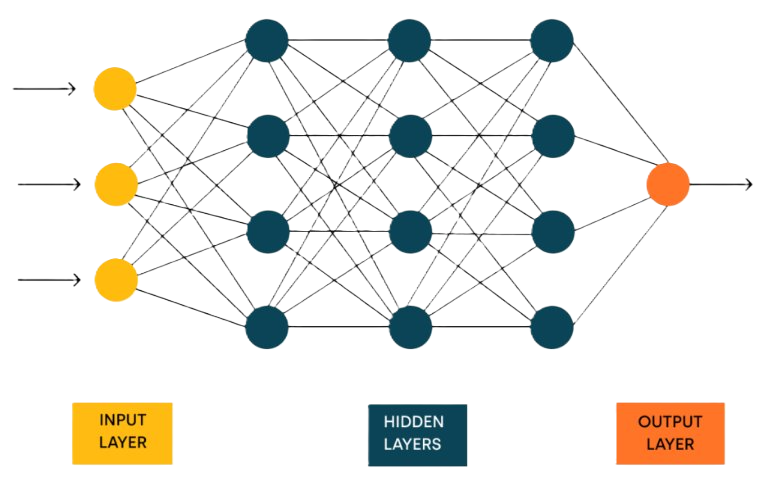 INPUT
LAYER
HIDDEN
LAYERS
OUTPUT
LAYER